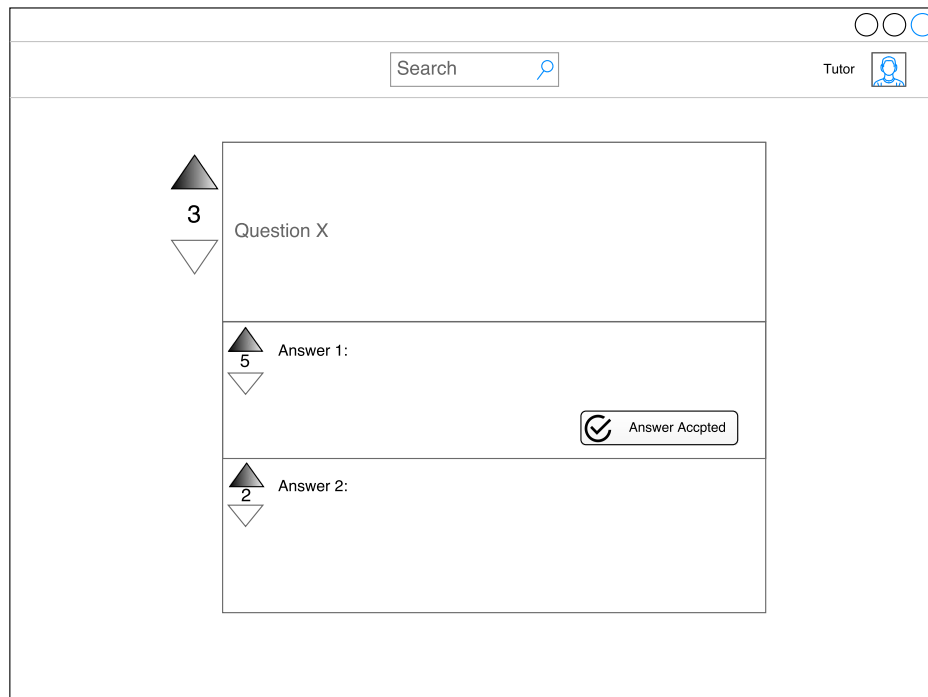 Search
Tutor
3
Question X
5
Answer 1:
Answer Accpted
2
Answer 2: